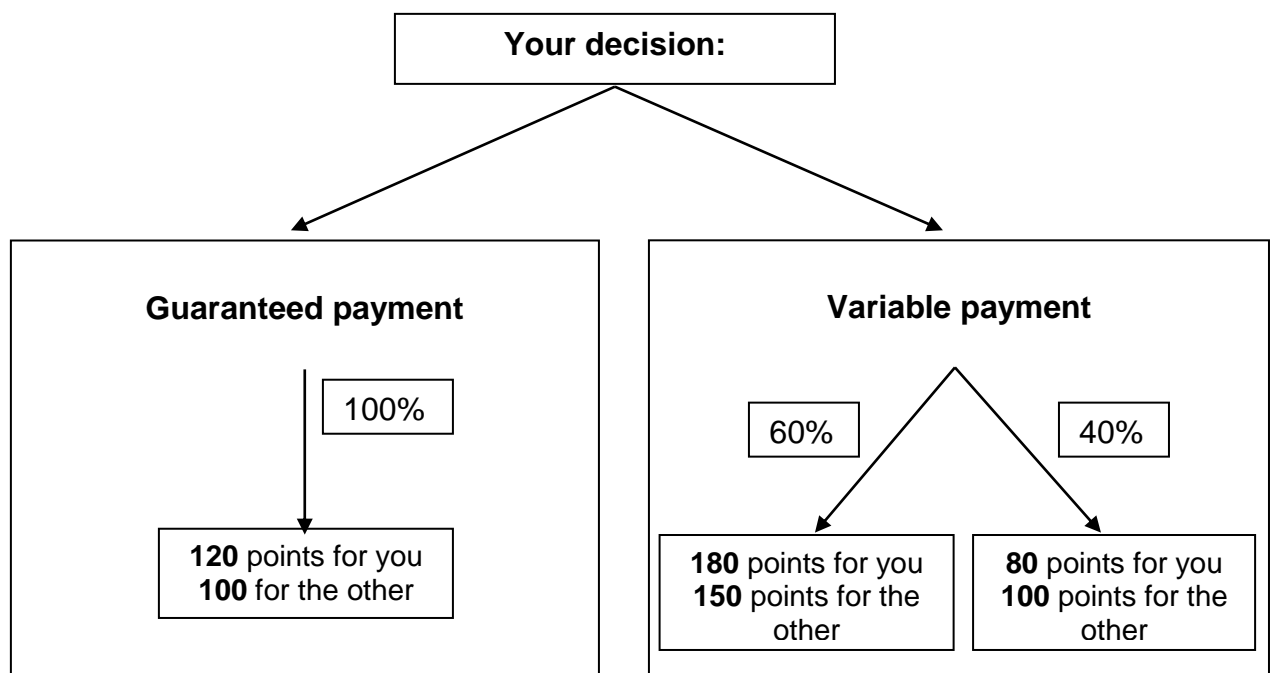 Your decision:
Guaranteed payment
100%
120 points for you
100 for the other
Variable payment
60%
40%
180 points for you
150 points for the
other
80 points for you
100 points for the
other